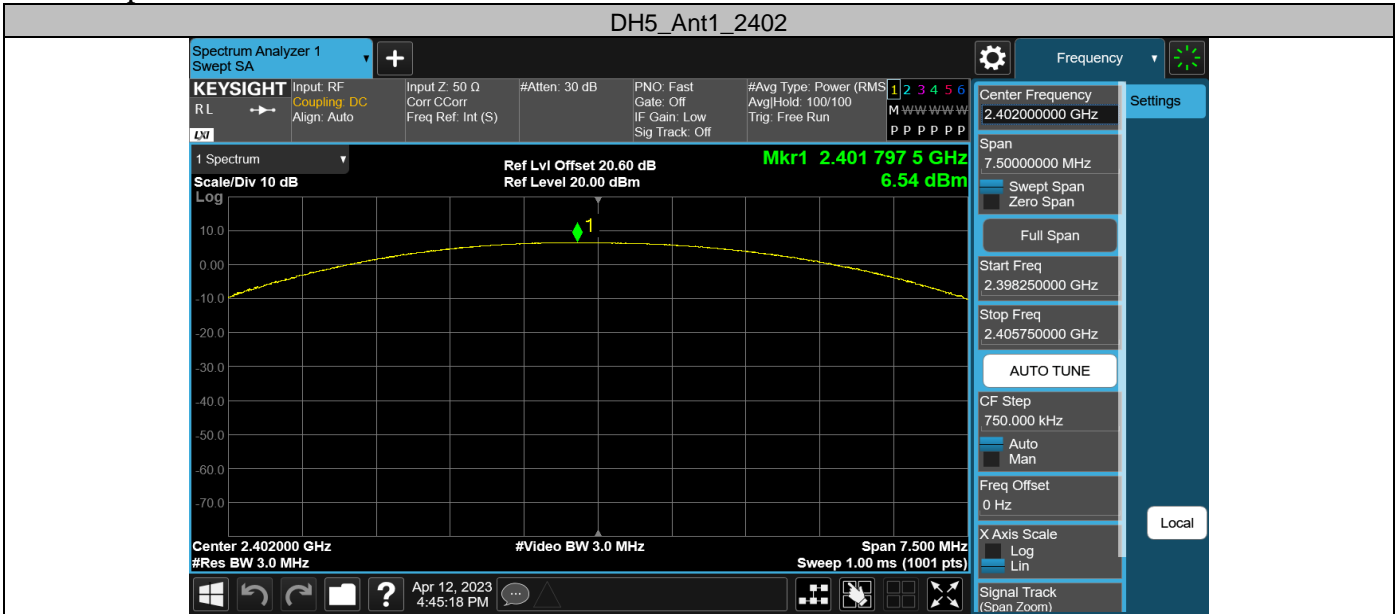 DH5_Ant1_2402
Spectrum Analyzer 1
Swept SA
Frequency
KEYSIGHT
RL
LXI
Input: RF
Coupling: DC
Align: Auto
Input Z: 50 Ω
Corr CCorr
Freq Ref: Int (S)
#Atten: 30 dB
PNO: Fast
Gate: Off
IF Gain: Low
Sig Track: Off
#Avg Type: Power (RMS
Avg|Hold: 100/100
Trig: Free Run
1 2 3 4 5 6
M W W W W W
P P P P P P
1 Spectrum
Scale/Div 10 dB
Log
Ref Lvl Offset 20.60 dB
Ref Level 20.00 dBm
Mkr1 2.401 797 5 GHz
6.54 dBm
1
10.0
0.00
-10.0
-20.0
-30.0
-40.0
-50.0
-60.0
-70.0
Center 2.402000 GHz
#Res BW 3.0 MHz
#Video BW 3.0 MHz
Span 7.500 MHz
Sweep 1.00 ms (1001 pts)
Center Frequency
2.402000000 GHz
Span
7.50000000 MHz
Swept Span
Zero Span
Full Span
Start Freq
2.398250000 GHz
Stop Freq
2.405750000 GHz
AUTO TUNE
CF Step
750.000 kHz
Auto
Man
Freq Offset
0 Hz
X Axis Scale
Log
Lin
Signal Track
(Span Zoom)
Settings
Local
?
Apr 12, 2023
4:45:18 PM